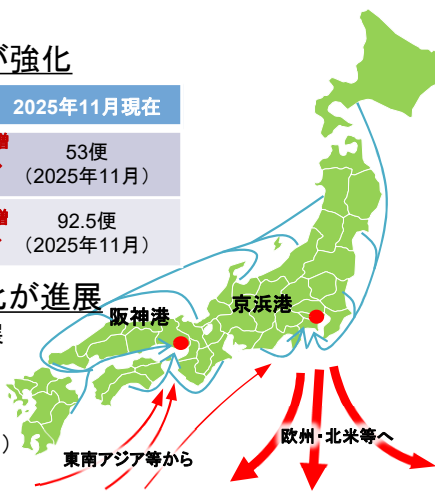 が強化
2025年11月現在
増
53便
（2025年11月）
増
92.5便
（2025年11月）
化が進展
展
阪神港
京浜港
）
東南アジア等から
欧州・北米等へ